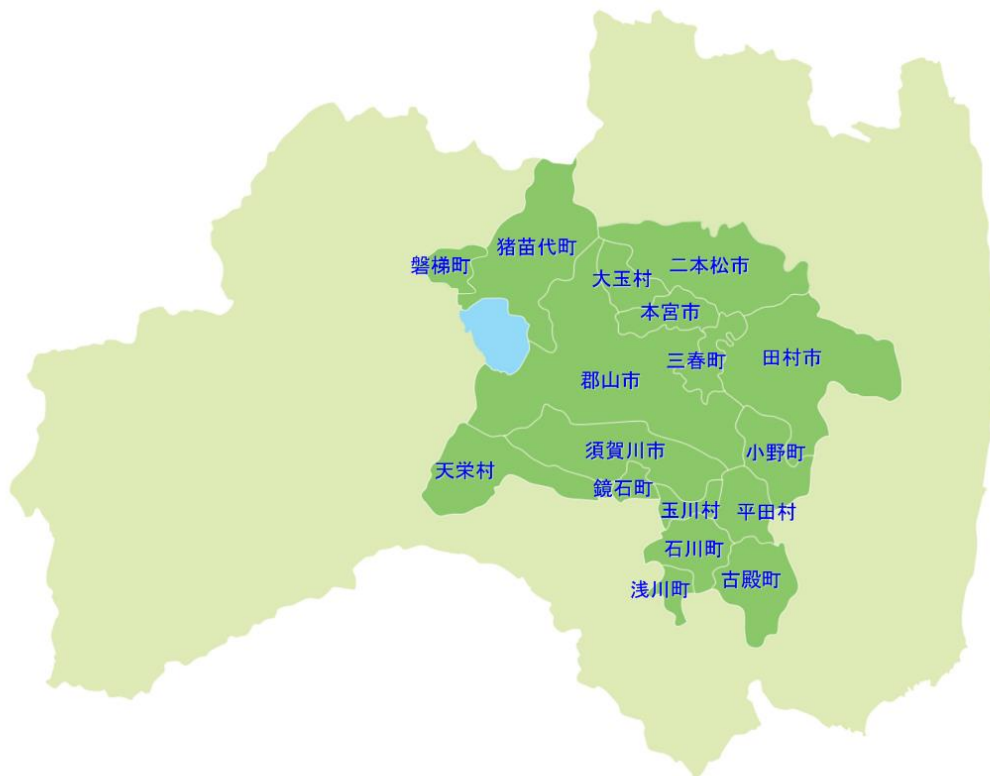 猪苗代町
磐梯町
大玉村
二本松市
本宮市
三春町
田村市
郡山市
須賀川市
小野町
天栄村
鏡石町
玉川村
平田村
石川町
古殿町
浅川町